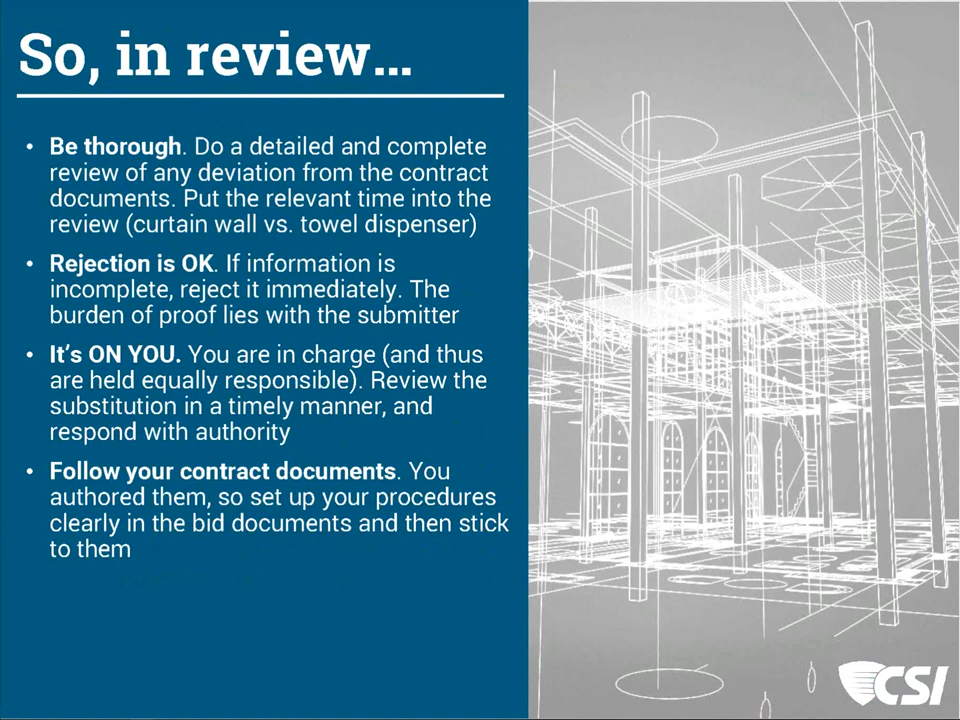 So, in review...
• Be thorough. Do a detailed and complete
review of any deviation from the contract
documents. Put the relevant time into the
review (curtain wall vs. towel dispenser)
• Rejection is OK. If information is
incomplete, reject it immediately. The
burden of proof lies with the submitter
• It's ON YOU. You are in charge (and thus
are held equally responsible). Review the
substitution in a timely manner, and
respond with authority
• Follow your contract documents. You
authored them, so set up your procedures
clearly in the bid documents and then stick
to them
CSI